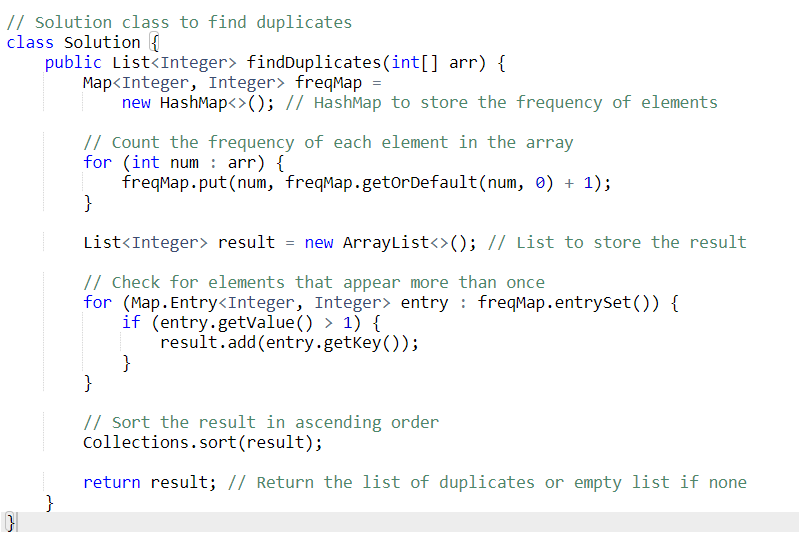 // Solution class to find duplicates
class Solution {
    public List<Integer> findDuplicates(int[] arr) {
        Map<Integer, Integer> freqMap =
            new HashMap<>(); // HashMap to store the frequency of elements

        // Count the frequency of each element in the array
        for (int num : arr) {
            freqMap.put(num, freqMap.getOrDefault(num, 0) + 1);
        }

        List<Integer> result = new ArrayList<>(); // List to store the result

        // Check for elements that appear more than once
        for (Map.Entry<Integer, Integer> entry : freqMap.entrySet()) {
            if (entry.getValue() > 1) {
                result.add(entry.getKey());
            }
        }

        // Sort the result in ascending order
        Collections.sort(result);

        return result; // Return the list of duplicates or empty list if none
    }
}